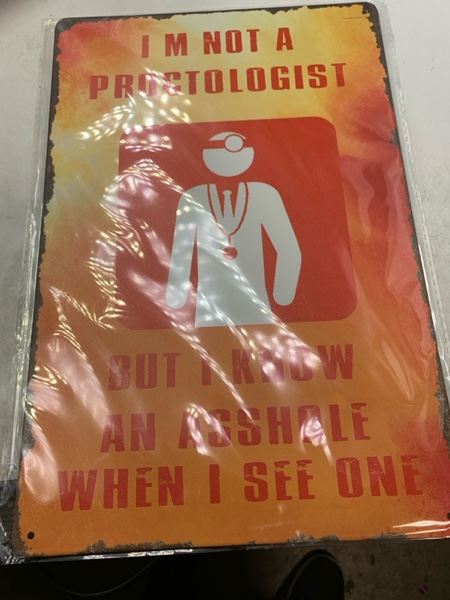 I M NOT A
PROCTOLOGIST
BUT I KNOW
AN ASSHOLE
WHEN I SEE ONE